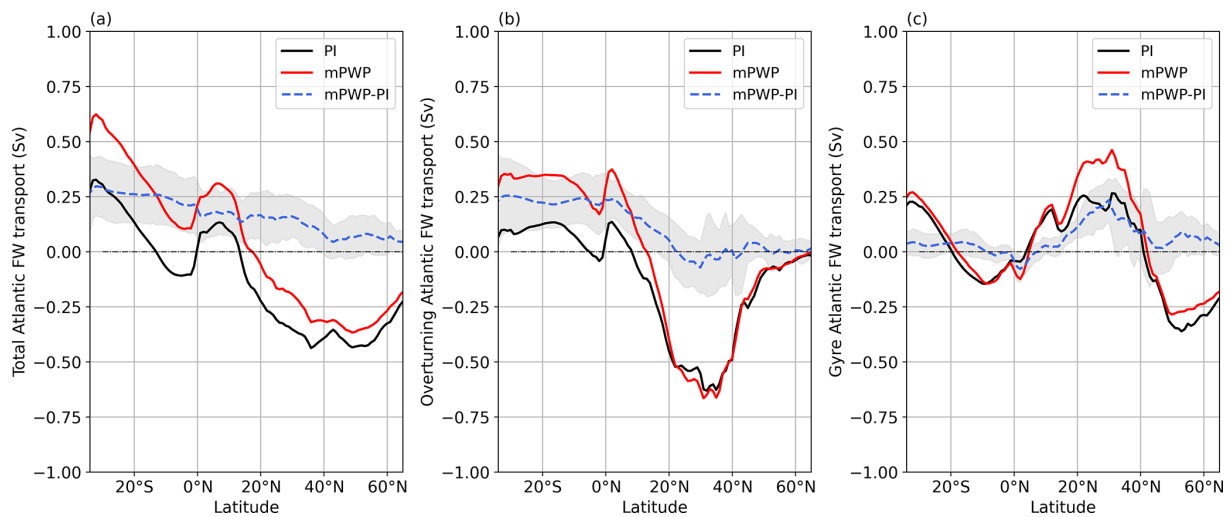 (a)
Total Atlantic FW transport (Sv)
1.00
0.75
0.50
0.25
0.00
−0.25
−0.50
−0.75
−1.00
PI
mPWP
mPWP-PI
20°S 0°N 20°N 40°N 60°N
Latitude
(b)
Overturning Atlantic FW transport (Sv)
1.00
0.75
0.50
0.25
0.00
−0.25
−0.50
−0.75
−1.00
PI
mPWP
mPWP-PI
20°S 0°N 20°N 40°N 60°N
Latitude
(c)
Gyre Atlantic FW transport (Sv)
1.00
0.75
0.50
0.25
0.00
−0.25
−0.50
−0.75
−1.00
PI
mPWP
mPWP-PI
20°S 0°N 20°N 40°N 60°N
Latitude